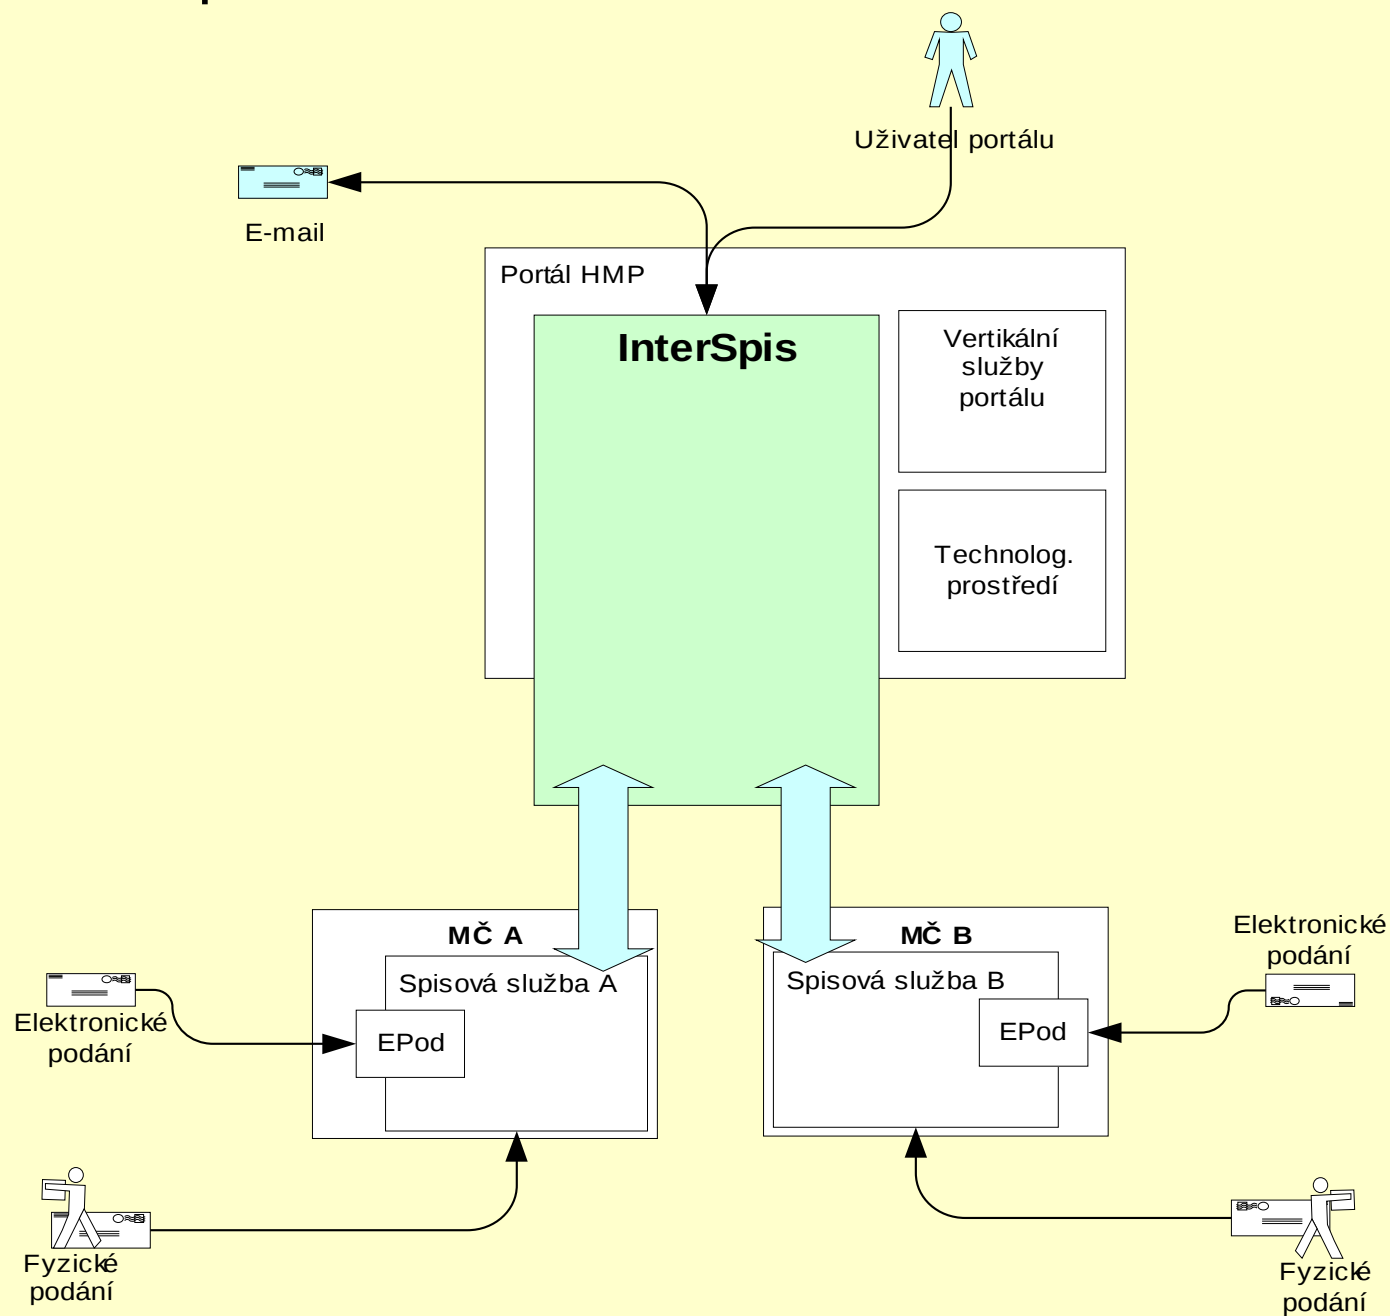 Uživatel portálu
E-mail
Portál HMP
InterSpis
Vertikální
služby
portálu
Technolog.
prostředí
MČ A
Spisová služba A
EPod
MČ B
Spisová služba B
EPod
Elektronické
podání
Elektronické
podání
Fyzické
podání
Fyzické
podání